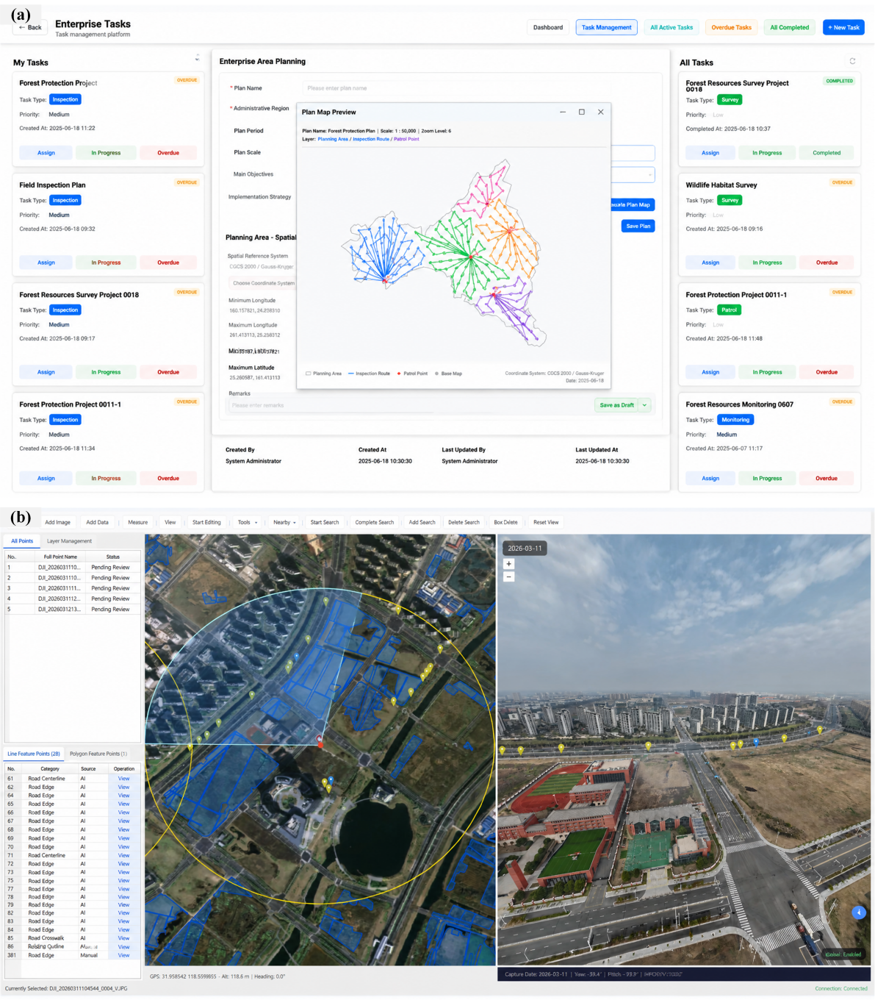 (a)
← Back
Enterprise Tasks
Task management platform
Dashboard
Task Management
All Active Tasks
Overdue Tasks
All Completed
+ New Task
My Tasks
Forest Protection Project
OVERDUE
Task Type: Inspection
Priority: Medium
Created At: 2025-06-18 11:22
Assign In Progress Overdue
Field Inspection Plan
OVERDUE
Task Type: Inspection
Priority: Medium
Created At: 2025-06-18 09:32
Assign In Progress Overdue
Forest Resources Survey Project 0018
OVERDUE
Task Type: Inspection
Priority: Medium
Created At: 2025-06-18 09:17
Assign In Progress Overdue
Forest Protection Project 0011-1
OVERDUE
Task Type: Inspection
Priority: Medium
Created At: 2025-06-18 11:34
Assign In Progress Overdue
Enterprise Area Planning
* Plan Name
Please enter plan name
* Administrative Region
Plan Period
Plan Scale
Main Objectives
Implementation Strategy
Plan Map
Save Plan
Planning Area - Spatial
Spatial Reference System
CGCS 2000 / Gauss-Kruger
Choose Coordinate System
Minimum Longitude
160.157821, 24.258310
Maximum Longitude
261.413113, 25.258312
Maximum Latitude
25.260587, 161.413113
Remarks
Please enter remarks
Save as Draft
Plan Map Preview
Plan Name: Forest Protection Plan | Scale: 1 : 50,000 | Zoom Level: 6
Layer: Planning Area / Inspection Route / Patrol Point
Planning Area Inspection Route Patrol Point Base Map
Coordinate System: COCS 2000 / Gauss-Kruger
Date: 2025-06-18
Created By Created At Last Updated By Last Updated At
System Administrator 2025-06-18 10:30:30 System Administrator 2025-06-18 10:30:30
All Tasks
Forest Resources Survey Project
0018
COMPLETED
Task Type: Survey
Priority: Low
Completed At: 2025-06-18 10:37
Assign In Progress Completed
Wildlife Habitat Survey
OVERDUE
Task Type: Survey
Priority: Low
Created At: 2025-06-18 09:16
Assign In Progress Overdue
Forest Protection Project 0011-1
OVERDUE
Task Type: Patrol
Priority: Low
Created At: 2025-06-18 11:48
Assign In Progress Overdue
Forest Resources Monitoring 0607
OVERDUE
Task Type: Monitoring
Priority: Medium
Created At: 2025-06-07 11:17
Assign In Progress Overdue
(b)
Add Image Add Data Measure View Start Editing Tools Nearby Start Search Complete Search Add Search Delete Search Box Delete Reset View
All Points Layer Management
No.. Full Point Name Status
1 DJI_2026031110... Pending Review
2 DJI_2026031110... Pending Review
3 DJI_2026031111... Pending Review
4 DJI_2026031112... Pending Review
5 DJI_2026031213... Pending Review
Line Feature Points (28) Polygon Feature Points (1)
No. Category Source Operation
61 Road Centerline AI View
62 Road Edge AI View
64 Road Edge AI View
65 Road Edge AI View
66 Road Edge AI View
67 Road Edge AI View
68 Road Edge AI View
69 Road Edge AI View
70 Road Edge AI View
71 Road Centerline AI View
72 Road Edge AI View
73 Road Edge AI View
75 Road Edge AI View
77 Road Edge AI View
78 Road Edge AI View
79 Road Edge AI View
82 Road Edge AI View
83 Road Edge AI View
84 Road Edge AI View
85 Road Crosswalk AI View
86 View
381 Road Edge Manual View
2026-03-11
+
−
GPS: 31.958542 118.5599855 - Alt: 118.6 m | Heading: 0.0°
Capture Date: 2026-03-11 | Yaw: -39.4°
Enabled
Currently Selected: DJI_20260311104544_0004_V.JPG
Connection: Connected